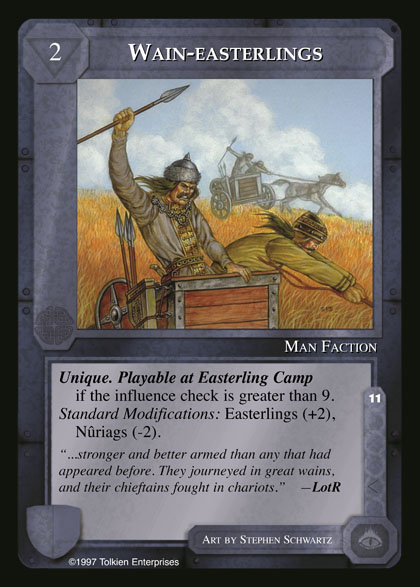 2
WAIN-EASTERLINGS
MAN FACTION
Unique. Playable at Easterling Camp
if the influence check is greater than 9.
Standard Modifications: Easterlings (+2),
Nûriags (-2).
11
“...stronger and better armed than any that had
appeared before. They journeyed in great wains,
and their chieftains fought in chariots.” —LotR
ART BY STEPHEN SCHWARTZ
©1997 Tolkien Enterprises